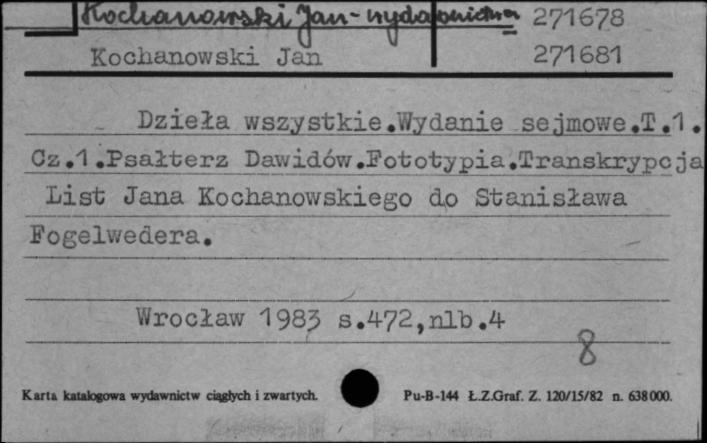 Kochanowski Jan - wydawnictwa 271678
Kochanowski Jan 271681
Dzieła wszystkie.Wydanie sejmowe.T.1.
Cz.1.Psałterz Dawidów.Fototypia.Transkrypcja
List Jana Kochanowskiego do Stanisława
Fogelwedera.
Wrocław 1983 s.472,nlb.4
8
Karta katalogowa wydawnictw ciągłych i zwartych. Pu-B-144 Ł.Z.Graf. Z. 120/15/82 n. 638000.